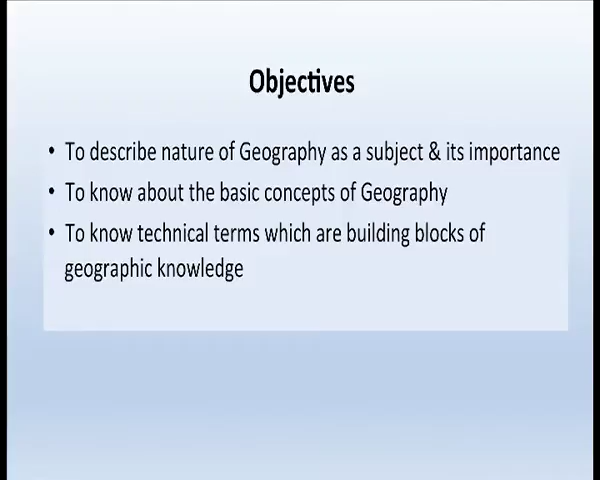 Objectives
• To describe nature of Geography as a subject & its importance
• To know about the basic concepts of Geography
• To know technical terms which are building blocks of
geographic knowledge